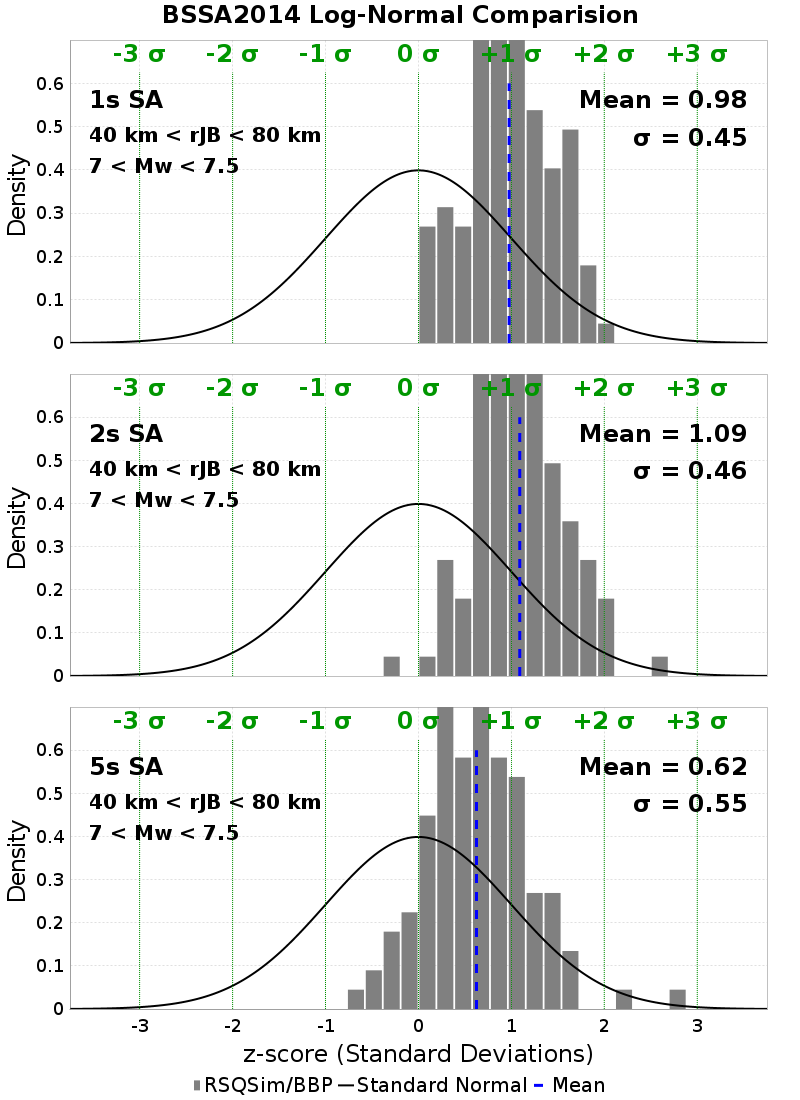 BSSA2014 Log-Normal Comparision
-3 σ -2 σ -1 σ 0 σ +1 σ +2 σ +3 σ
1s SA
Mean = 0.98
40 km < rJB < 80 km
σ = 0.45
7 < Mw < 7.5
Density
0.6
0.5
0.4
0.3
0.2
0.1
0
-3 σ -2 σ -1 σ 0 σ +1 σ +2 σ +3 σ
2s SA
Mean = 1.09
40 km < rJB < 80 km
σ = 0.46
7 < Mw < 7.5
Density
0.6
0.5
0.4
0.3
0.2
0.1
0
-3 σ -2 σ -1 σ 0 σ +1 σ +2 σ +3 σ
5s SA
Mean = 0.62
40 km < rJB < 80 km
σ = 0.55
7 < Mw < 7.5
Density
0.6
0.5
0.4
0.3
0.2
0.1
0
-3 -2 -1 0 1 2 3
z-score (Standard Deviations)
RSQSim/BBP Standard Normal Mean